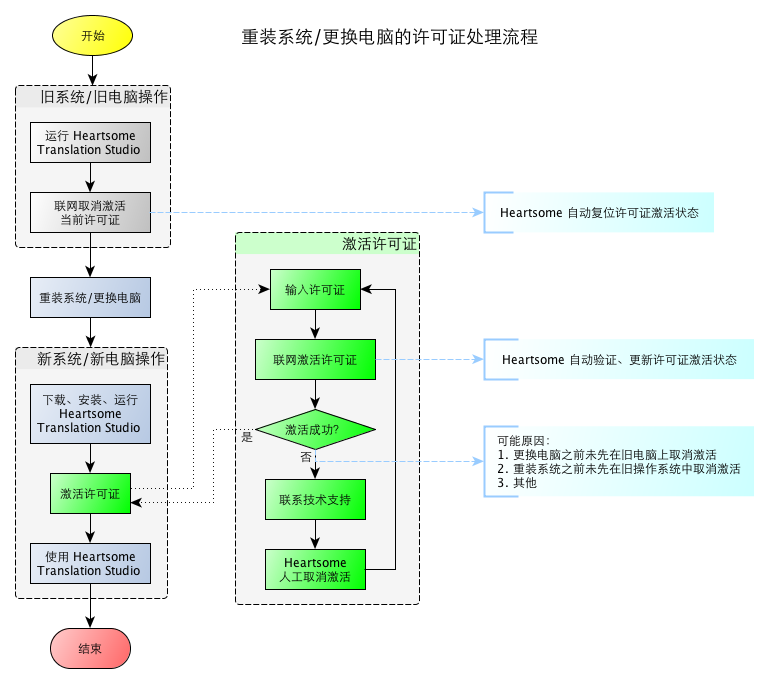 重装系统/更换电脑的许可证处理流程
开始
旧系统/旧电脑操作
运行 Heartsome
Translation Studio
联网取消激活
当前许可证
Heartsome 自动复位许可证激活状态
重装系统/更换电脑
新系统/新电脑操作
下载、安装、运行
Heartsome
Translation Studio
激活许可证
使用 Heartsome
Translation Studio
结束
激活许可证
输入许可证
联网激活许可证
Heartsome 自动验证、更新许可证激活状态
激活成功?
是
否
可能原因:
1. 更换电脑之前未先在旧电脑上取消激活
2. 重装系统之前未先在旧操作系统中取消激活
3. 其他
联系技术支持
Heartsome
人工取消激活